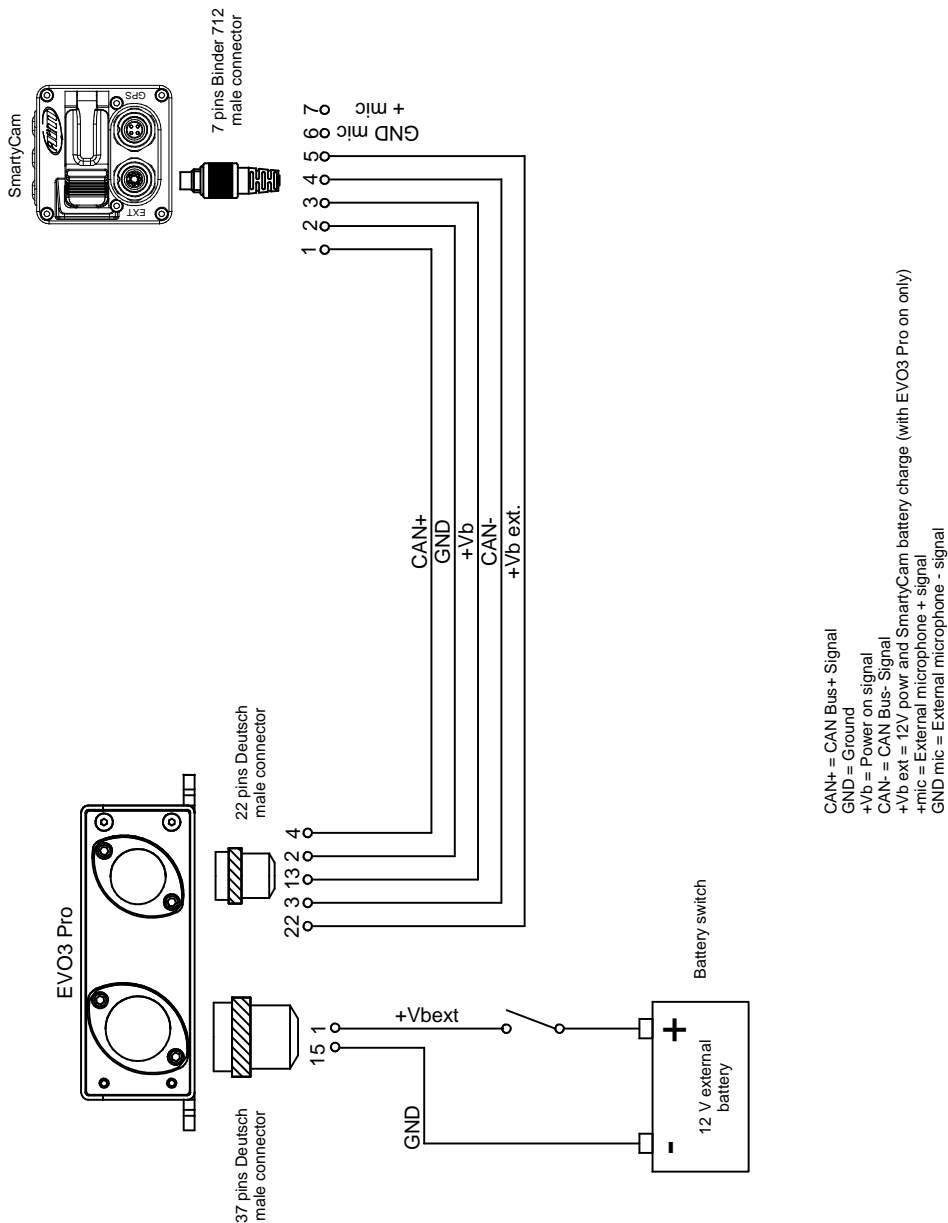 EVO3 Pro
37 pins Deutsch
male connector
15
1
GND
+Vbext
12 V external
battery
-
+
Battery switch
22 pins Deutsch
male connector
22
3
13
2
4
CAN+
GND
+Vb
CAN-
+Vb ext.
SmartyCam
EXT
GPS
7 pins Binder 712
male connector
1
2
3
4
5
6
7
GND mic
+ mic
CAN+ = CAN Bus+ Signal
GND = Ground
+Vb = Power on signal
CAN- = CAN Bus- Signal
+Vb ext = 12V powr and SmartyCam battery charge (with EVO3 Pro on only)
+mic = External microphone + signal
GND mic = External microphone - signal